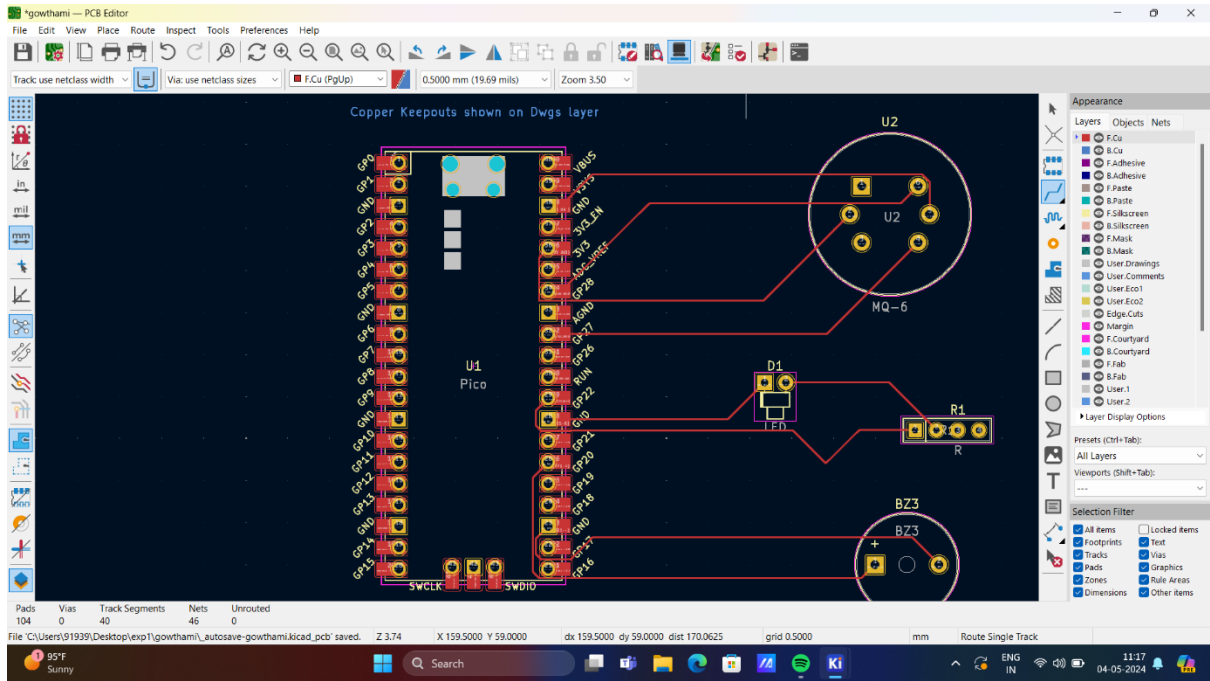 *gowthami — PCB Editor
File Edit View Place Route Inspect Tools Preferences Help
Track: use netclass width Via: use netclass sizes F.Cu (PgUp) 0.5000 mm (19.69 mils) Zoom 3.50
Copper Keepouts shown on Dwgs layer
in
mil
mm
GP0
GP1
GND
GP2
GP3
GP4
GP5
GND
GP6
GP7
GP8
GP9
GND
GP10
GP11
GP12
GP13
GND
GP14
GP15
U1
Pico
SWCLK SWDIO
VBUS
VSYS
GND
3V3_EN
3V3
ADC_VREF
GP28
AGND
GP27
GP26
RUN
GP22
GND
GP21
GP20
GP19
GP18
GND
GP17
GP16
U2
U2
MQ-6
D1
LED
R1
R
BZ3
BZ3
+
Appearance
Layers Objects Nets
F.Cu
B.Cu
F.Adhesive
B.Adhesive
F.Paste
B.Paste
F.Silkscreen
B.Silkscreen
F.Mask
B.Mask
User.Drawings
User.Comments
User.Eco1
User.Eco2
Edge.Cuts
Margin
F.Courtyard
B.Courtyard
F.Fab
B.Fab
User.1
User.2
Layer Display Options
Presets (Ctrl+Tab):
All Layers
Viewports (Shift+Tab):
---
Selection Filter
All items Locked items
Footprints Text
Tracks Vias
Pads Graphics
Zones Rule Areas
Dimensions Other items
Pads Vias Track Segments Nets Unrouted
104 0 40 46 0
File 'C:\Users\91939\Desktop\exp1\gowthami\_autosave-gowthami.kicad_pcb' saved. Z 3.74 X 159.5000 Y 59.0000 dx 159.5000 dy 59.0000 dist 170.0625 grid 0.5000 mm Route Single Track
1 95°F
Sunny
Search
Ki
ENG
IN
11:17
04-05-2024